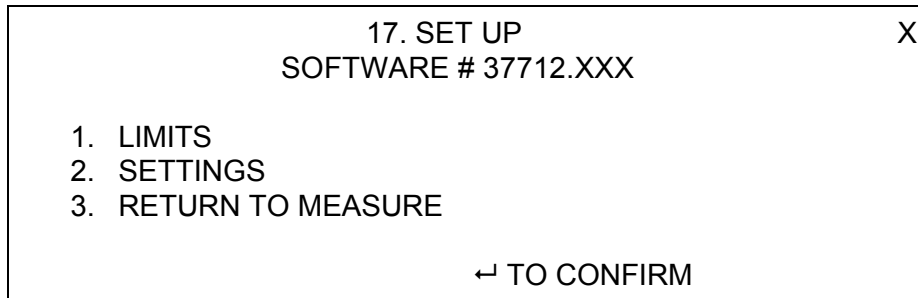 17. SET UP X
SOFTWARE # 37712.XXX
1. LIMITS
2. SETTINGS
3. RETURN TO MEASURE
↵ TO CONFIRM